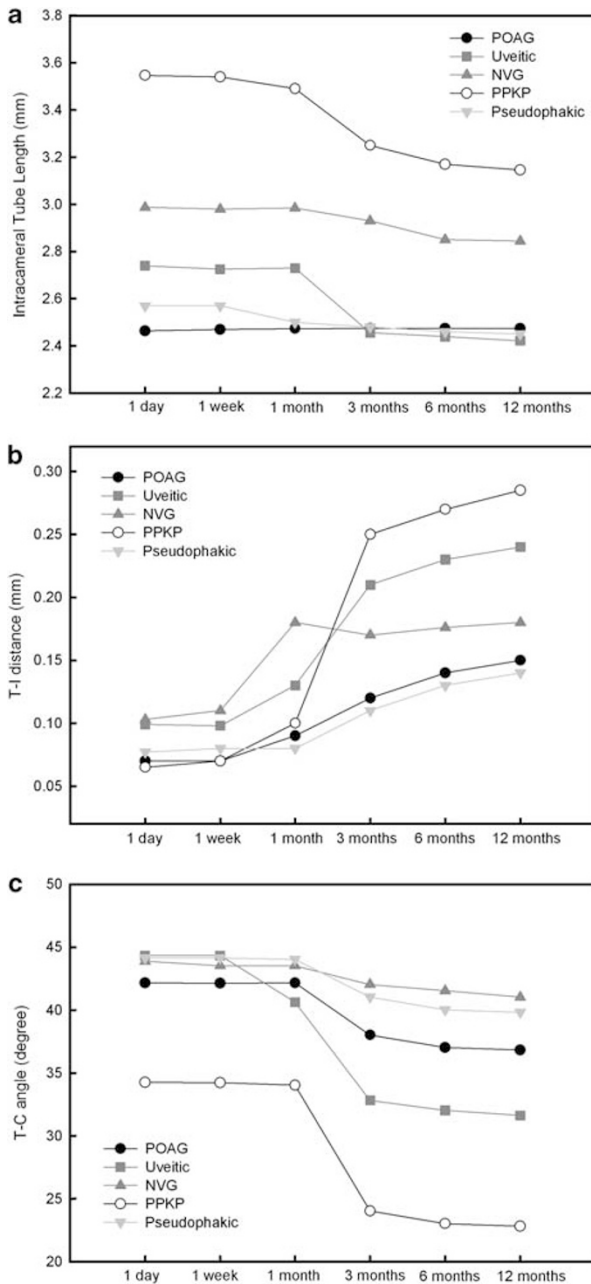 a
3.8
3.6
3.4
3.2
3.0
2.8
2.6
2.4
2.2
Intracameral Tube Length (mm)
POAG
Uveitic
NVG
PPKP
Pseudophakic
1 day 1 week 1 month 3 months 6 months 12 months
b
0.30
0.25
0.20
0.15
0.10
0.05
T-I distance (mm)
POAG
Uveitic
NVG
PPKP
Pseudophakic
1 day 1 week 1 month 3 months 6 months 12 months
c
50
45
40
35
30
25
20
T-C angle (degree)
POAG
Uveitic
NVG
PPKP
Pseudophakic
1 day 1 week 1 month 3 months 6 months 12 months